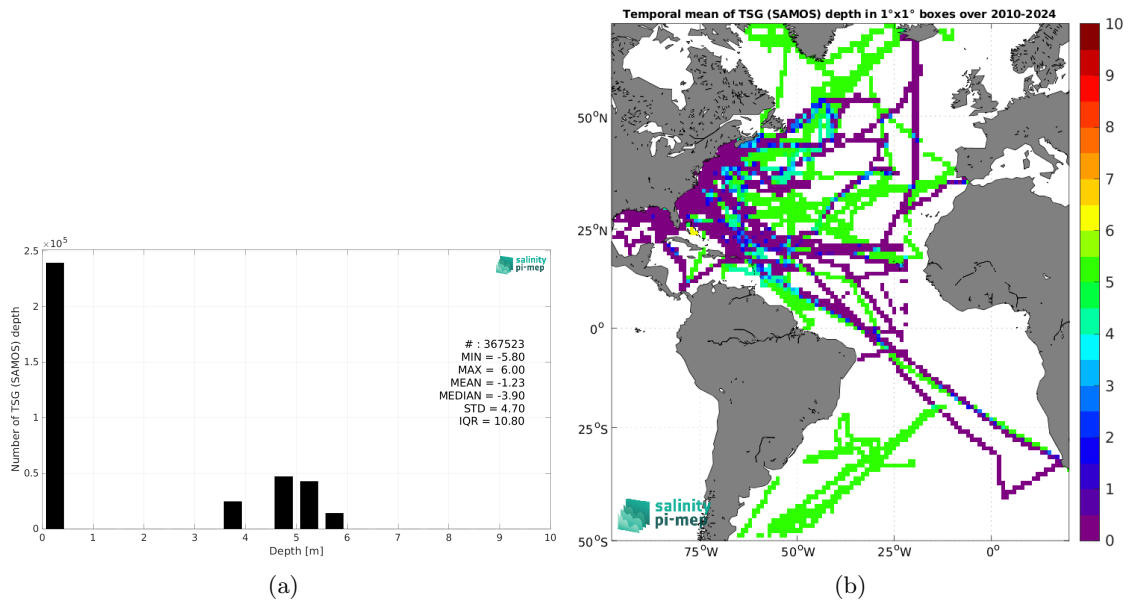 Temporal mean of TSG (SAMOS) depth in 1°x1° boxes over 2010-2024
×10⁵
2.5
2
1.5
1
0.5
0
Number of TSG (SAMOS) depth
salinity
pi-mep
# : 367523
MIN = -5.80
MAX = 6.00
MEAN = -1.23
MEDIAN = -3.90
STD = 4.70
IQR = 10.80
0 1 2 3 4 5 6 7 8 9 10
Depth [m]
(a)
50°N
25°N
0°
25°S
50°S
75°W 50°W 25°W 0°
salinity
pi-mep
10
9
8
7
6
5
4
3
2
1
0
(b)